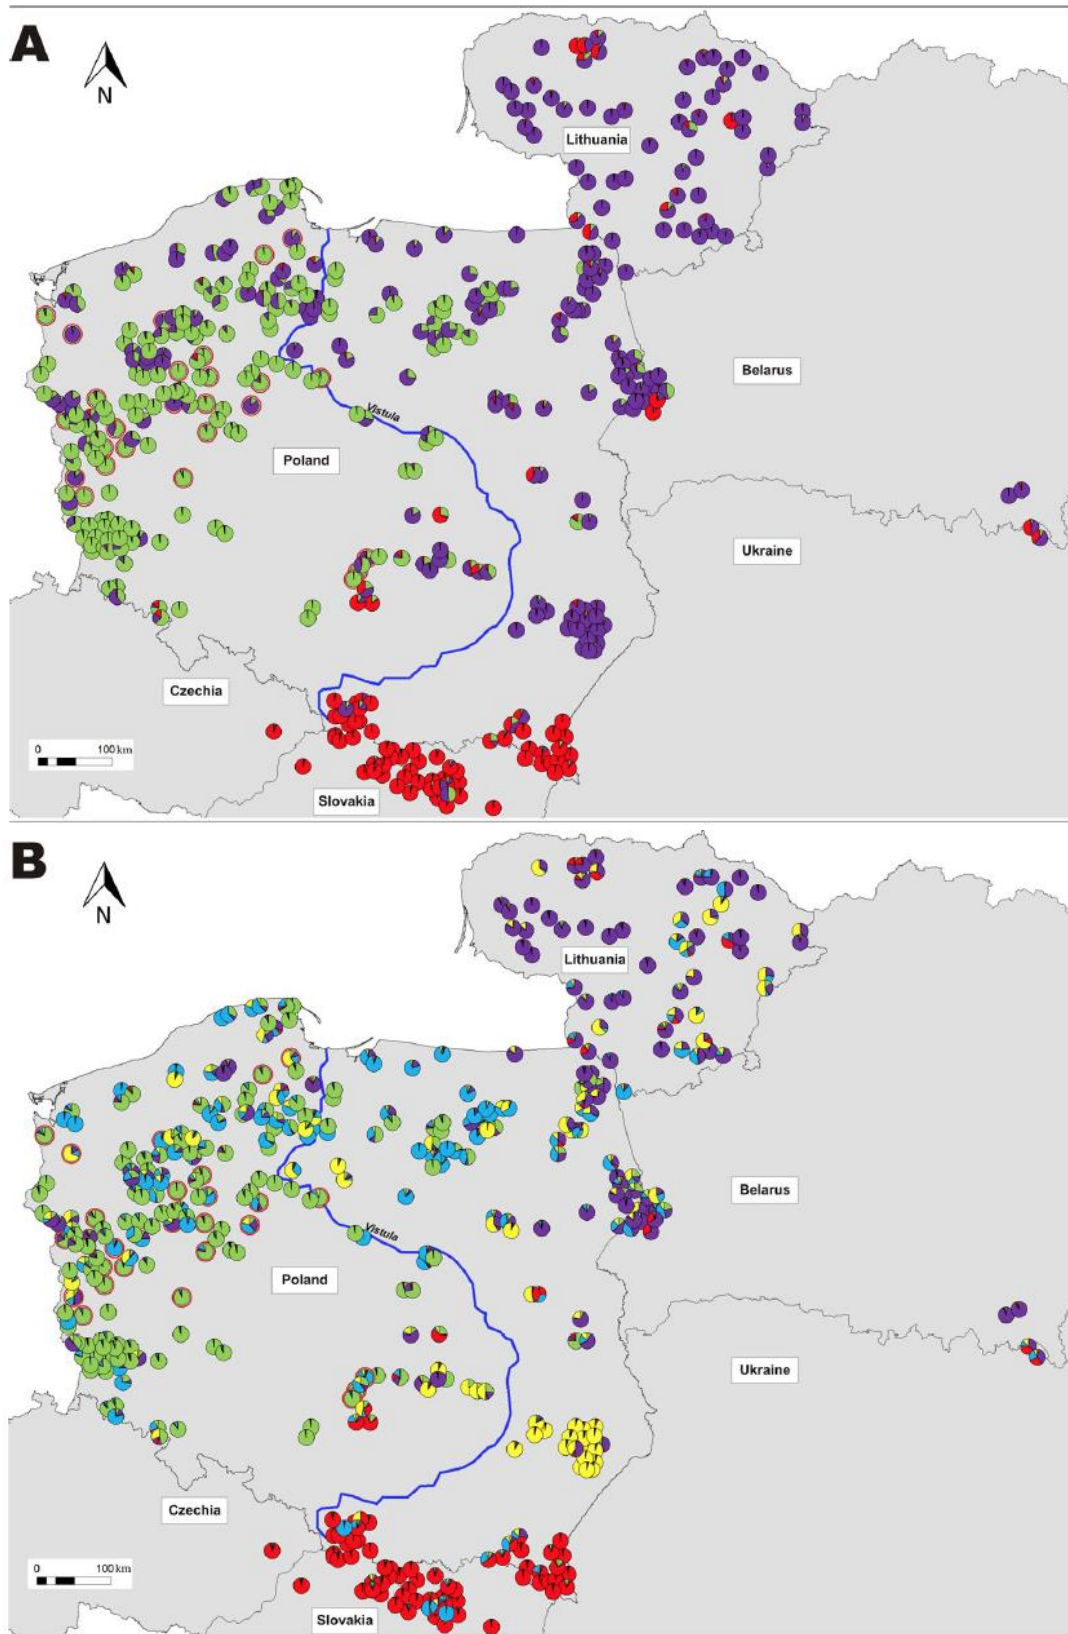 A
N
Lithuania
Belarus
Vistula
Poland
Ukraine
Czechia
0 100 km
Slovakia
B
N
Lithuania
Belarus
Vistula
Poland
Ukraine
Czechia
0 100 km
Slovakia